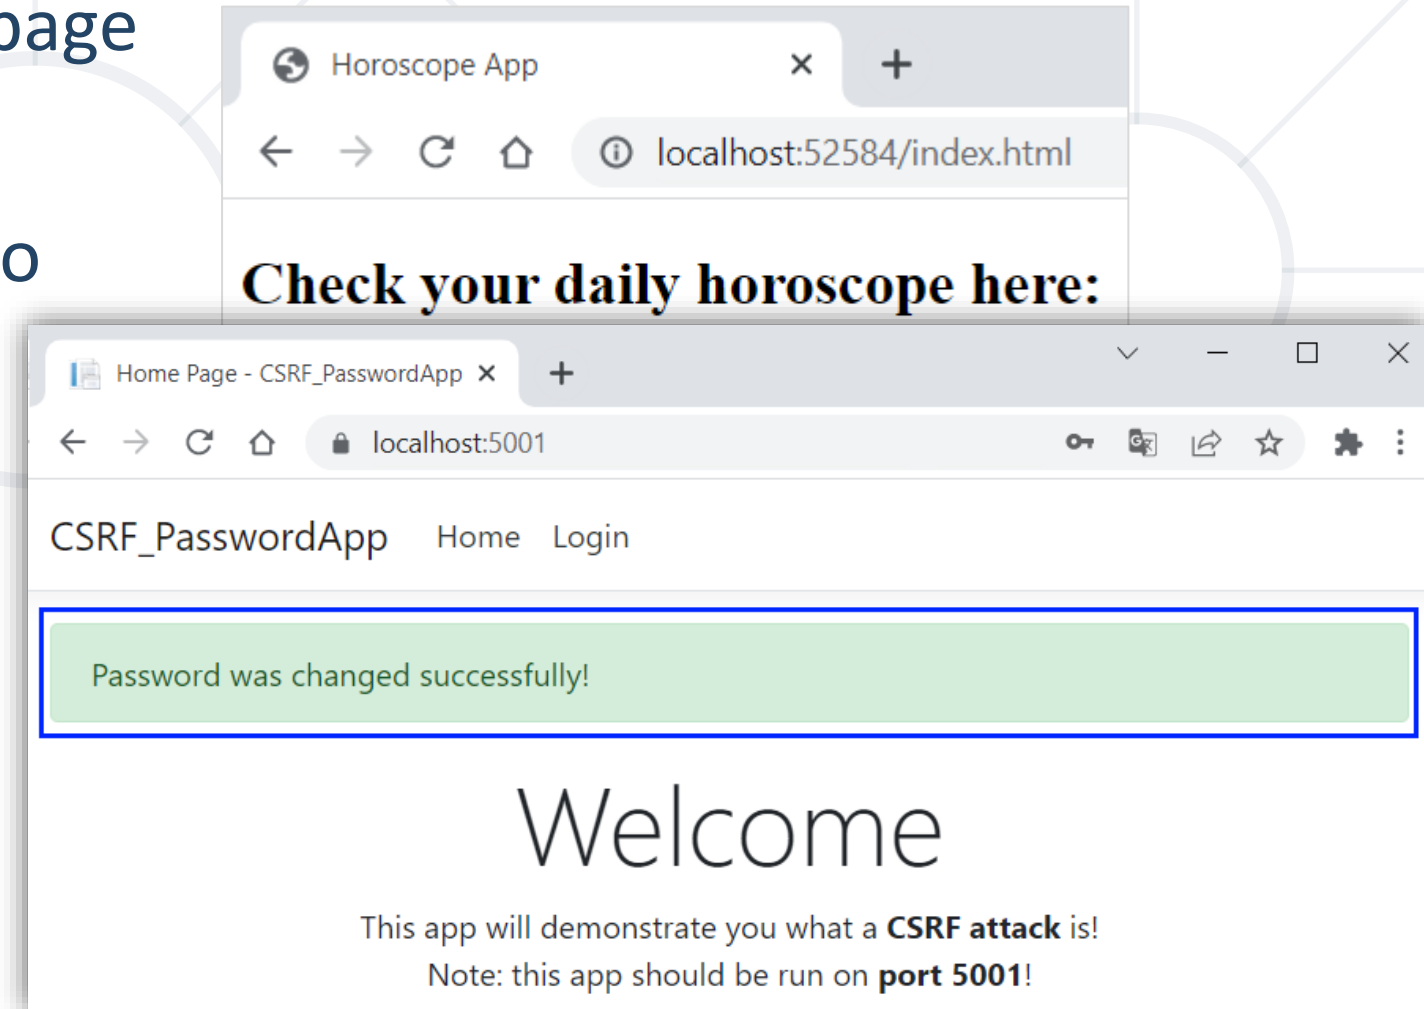 page
Horoscope App
localhost:52584/index.html
o
Check your daily horoscope here:
Home Page - CSRF_PasswordApp
localhost:5001
CSRF_PasswordApp Home Login
Password was changed successfully!
Welcome
This app will demonstrate you what a CSRF attack is!
Note: this app should be run on port 5001!